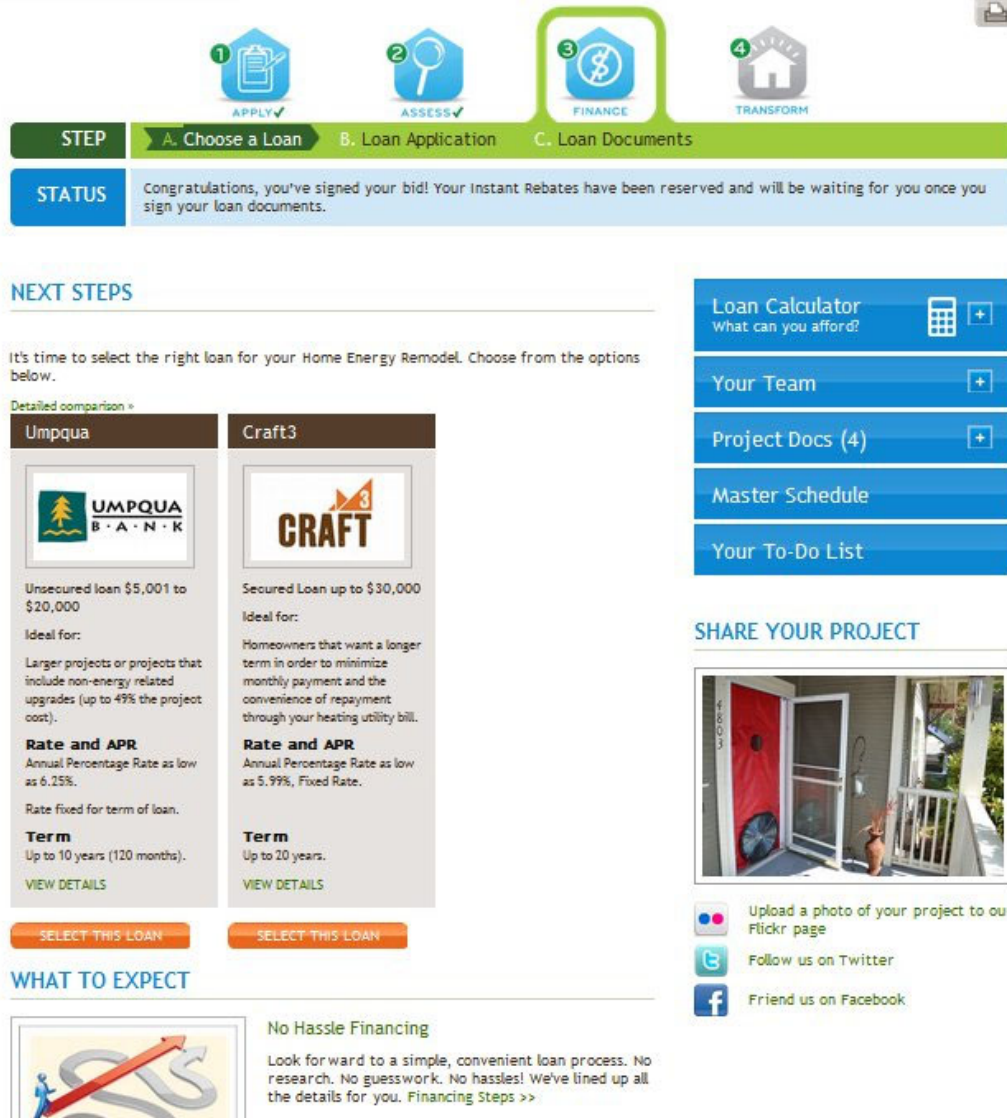 1
2
3
4
APPLY
ASSESS
FINANCE
TRANSFORM
STEP
A. Choose a Loan
B. Loan Application
C. Loan Documents
STATUS
Congratulations, you've signed your bid! Your Instant Rebates have been reserved and will be waiting for you once you
sign your loan documents.
NEXT STEPS
It's time to select the right loan for your Home Energy Remodel. Choose from the options
below.
Detailed comparison »
Umpqua
UMPQUA
B·A·N·K
Unsecured loan $5,001 to
$20,000
Ideal for:
Larger projects or projects that
include non-energy related
upgrades (up to 49% the project
cost).
Rate and APR
Annual Percentage Rate as low
as 6.25%.
Rate fixed for term of loan.
Term
Up to 10 years (120 months).
VIEW DETAILS
SELECT THIS LOAN
Craft3
CRAFT3
Secured Loan up to $30,000
Ideal for:
Homeowners that want a longer
term in order to minimize
monthly payment and the
convenience of repayment
through your heating utility bill.
Rate and APR
Annual Percentage Rate as low
as 5.99%, Fixed Rate.
Term
Up to 20 years.
VIEW DETAILS
SELECT THIS LOAN
WHAT TO EXPECT
No Hassle Financing
Look forward to a simple, convenient loan process. No
research. No guesswork. No hassles! We've lined up all
the details for you. Financing Steps >>
Loan Calculator
What can you afford?
Your Team
Project Docs (4)
Master Schedule
Your To-Do List
SHARE YOUR PROJECT
4803
Upload a photo of your project to ou
Flickr page
Follow us on Twitter
Friend us on Facebook